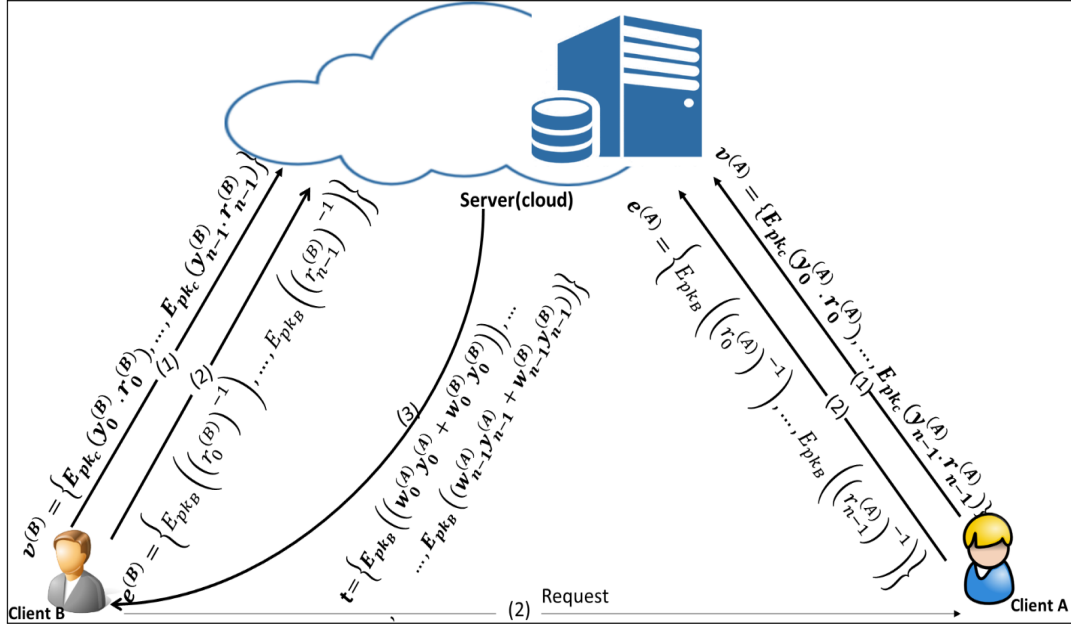 Server(cloud)
v^(B) = {E_pk_c(y_0^(B). r_0^(B)), ..., E_pk_c(y_{n-1}^(B). r_{n-1}^(B))}
(1)
e^(B) = {E_pk_B((r_0^(B))^{-1}), ..., E_pk_B((r_{n-1}^(B))^{-1})}
(2)
t= {E_pk_B((w_0^(A) y_0^(A) + w_0^(B) y_0^(B))), ...
..., E_pk_B((w_{n-1}^(A) y_{n-1}^(A) + w_{n-1}^(B) y_{n-1}^(B)))}
(3)
e^(A) = {E_pk_B((r_0^(A))^{-1}), ..., E_pk_B((r_{n-1}^(A))^{-1})}
(2)
v^(A) = {E_pk_c(y_0^(A). r_0^(A)), ..., E_pk_c(y_{n-1}^(A). r_{n-1}^(A))}
(1)
Client B
(2)
Request
Client A